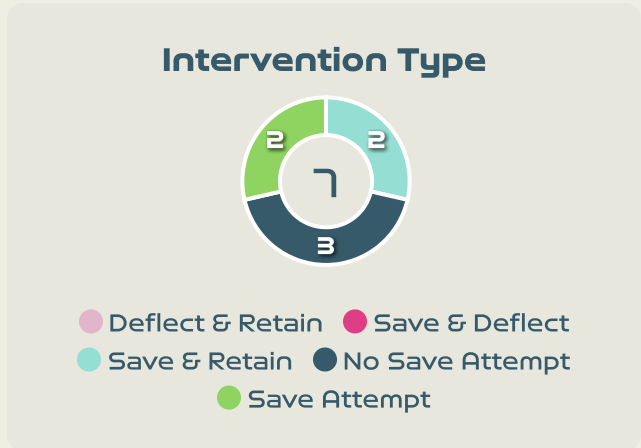 Intervention Type
2 2
7
3
Deflect & Retain Save & Deflect
Save & Retain No Save Attempt
Save Attempt